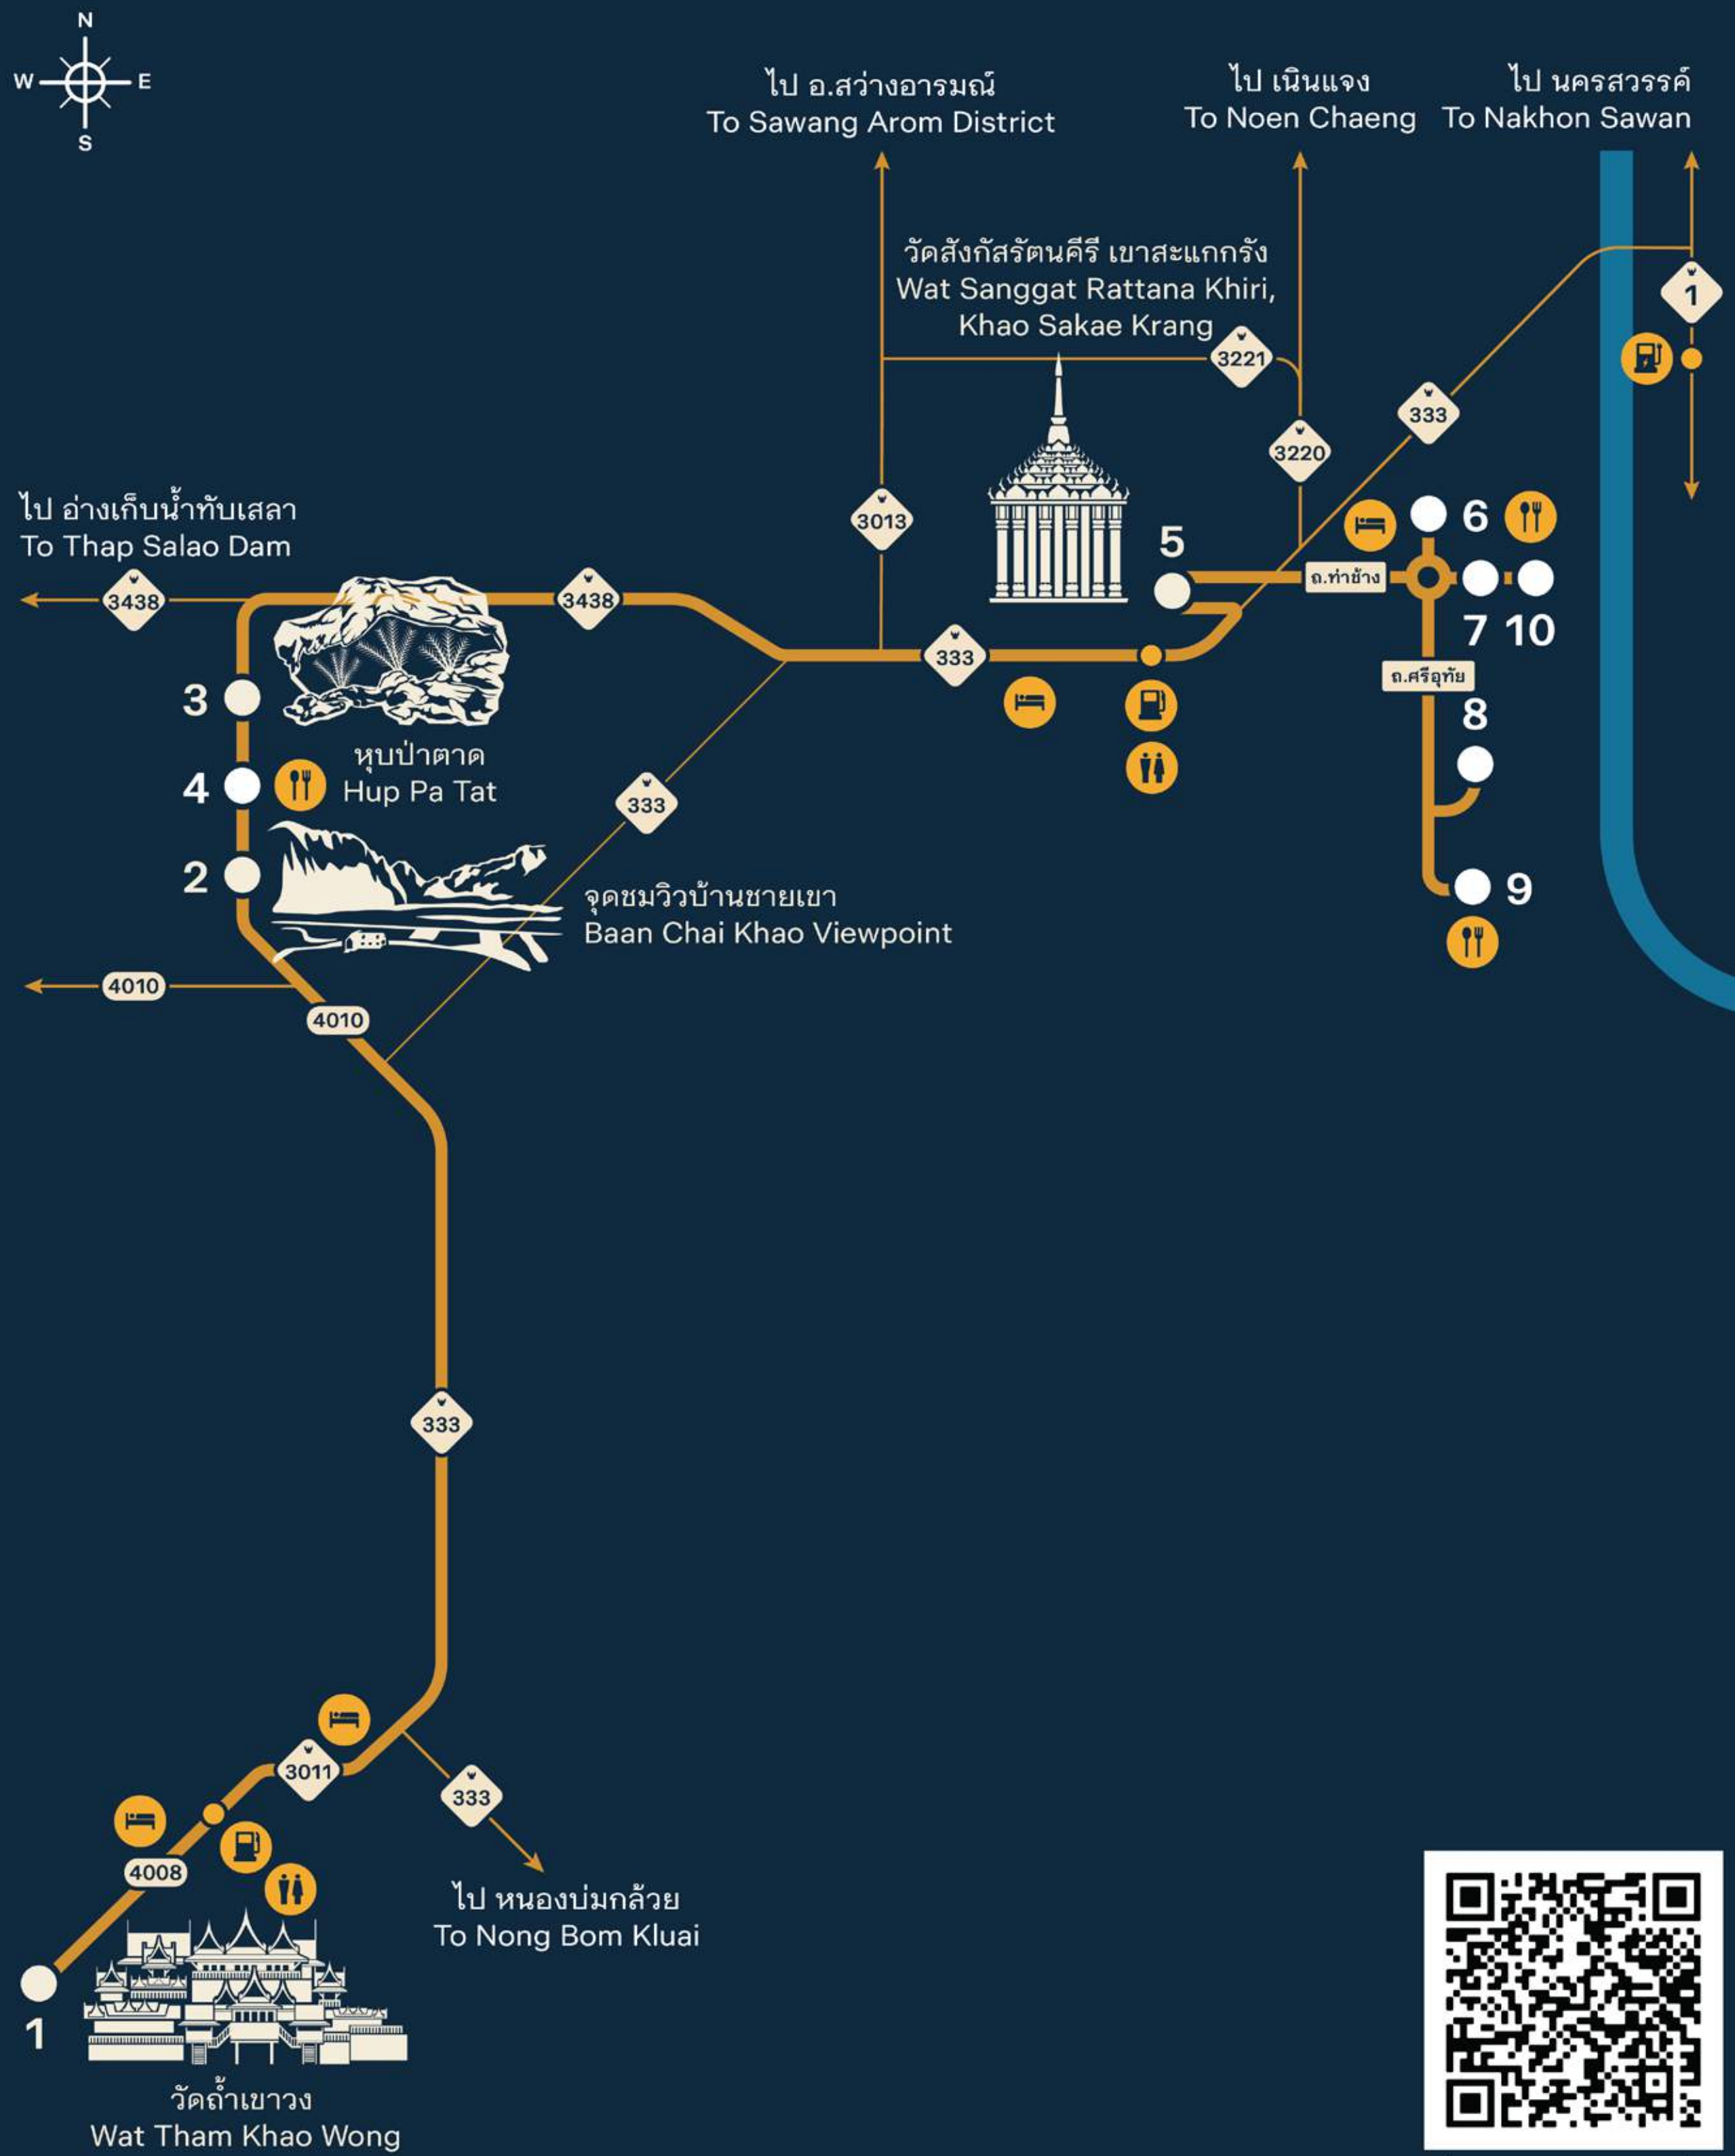 N
W
E
S
ไป อ.สว่างอารมณ์
To Sawang Arom District
ไป เนินแจง
To Noen Chaeng
ไป นครสวรรค์
To Nakhon Sawan
วัดสังกัสรัตนคีรี เขาสะแกกรัง
Wat Sanggat Rattana Khiri,
Khao Sakae Krang
1
3221
333
3220
ไป อ่างเก็บน้ำทับเสลา
To Thap Salao Dam
3013
5
6
ถ.ท่าช้าง
3438
3438
7
10
333
ถ.ศรีอุทัย
3
8
หุบป่าตาด
Hup Pa Tat
4
333
2
9
จุดชมวิวบ้านชายเขา
Baan Chai Khao Viewpoint
4010
4010
333
3011
333
4008
ไป หนองบ่มกล้วย
To Nong Bom Kluai
1
วัดถ้ำเขาวง
Wat Tham Khao Wong